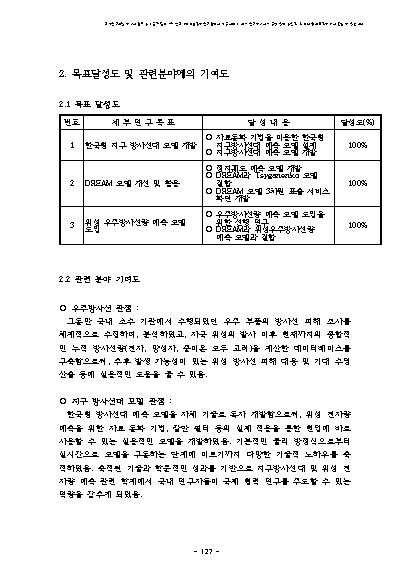 2. 목표달성도 및 관련분야에의 기여도
2.1 목표 달성도
번호 세 부 연 구 목 표 달 성 내 용 달성도(%)
1 한국형 지구 방사선대 모델 개발 100%
○ 자료동화 기법을 이용한 한국형
지구방사선대 예측 모델 설계
○ 지구방사선대 예측 모델 개발
2 DREAM 모델 개선 및 활용 100%
○ 정지궤도 예측 모델 개발
○ DREAM과 Tsyganenko 모델
결합
○ DREAM 모델 3차원 표출 서비스
화면 개발
3 위성 우주방사선량 예측 모델
도입 100%
○ 우주방사선량 예측 모델 도입을
위한 선행 연구
○ DREAM과 위성우주방사선량
예측 모델과 결합
2.2 관련 분야 기여도
○ 우주방사선 관점 :
그동안 국내 소수 기관에서 수행되었던 우주 부품의 방사선 피해 조사를
체계적으로 수집하여, 분석하였고, 자국 위성의 발사 이후 현재까지의 종합적
인 누적 방사선량(전자, 양성자, 중이온 모두 고려)을 계산한 데이터베이스를
구축함으로써, 추후 발생 가능성이 있는 위성 방사선 피해 대응 및 기대 수명
산출 등에 실질적인 도움을 줄 수 있음.
○ 지구 방사선대 모델 관점 :
한국형 방사선대 예측 모델을 자체 기술로 독자 개발함으로써, 위성 전자량
예측을 위한 자료 동화 기법, 칼만 필터 등의 실제 적용을 통한 현업에 바로
사용할 수 있는 실용적인 모델을 개발하였음. 기본적인 물리 방정식으로부터
실시간으로 모델을 구동하는 단계에 이르기까지 다양한 기술적 노하우를 축
적하였음. 축적된 기술과 학문적인 성과를 기반으로 지구방사선대 및 위성 전
자량 예측 관련 학계에서 국내 연구자들이 국제 협력 연구를 주도할 수 있는
역량을 갖추게 되었음.
- 127 -